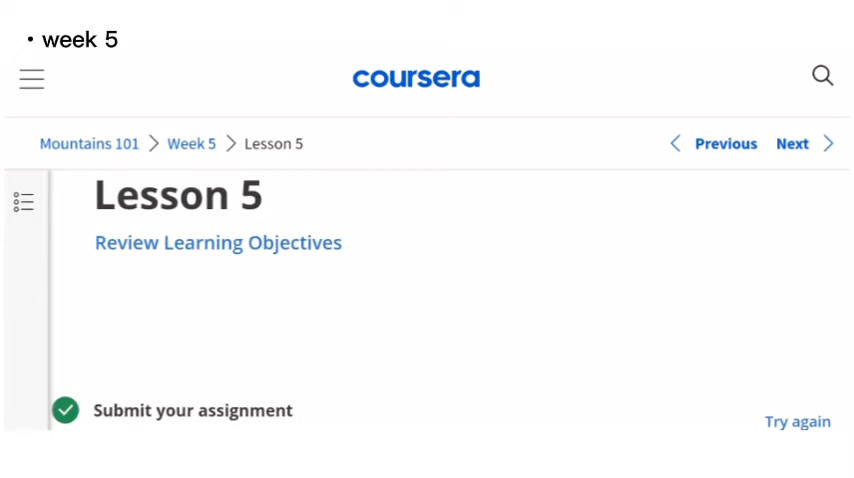 • week 5
coursera
Mountains 101 > Week 5 > Lesson 5
Previous Next
Lesson 5
Review Learning Objectives
Submit your assignment
Try again